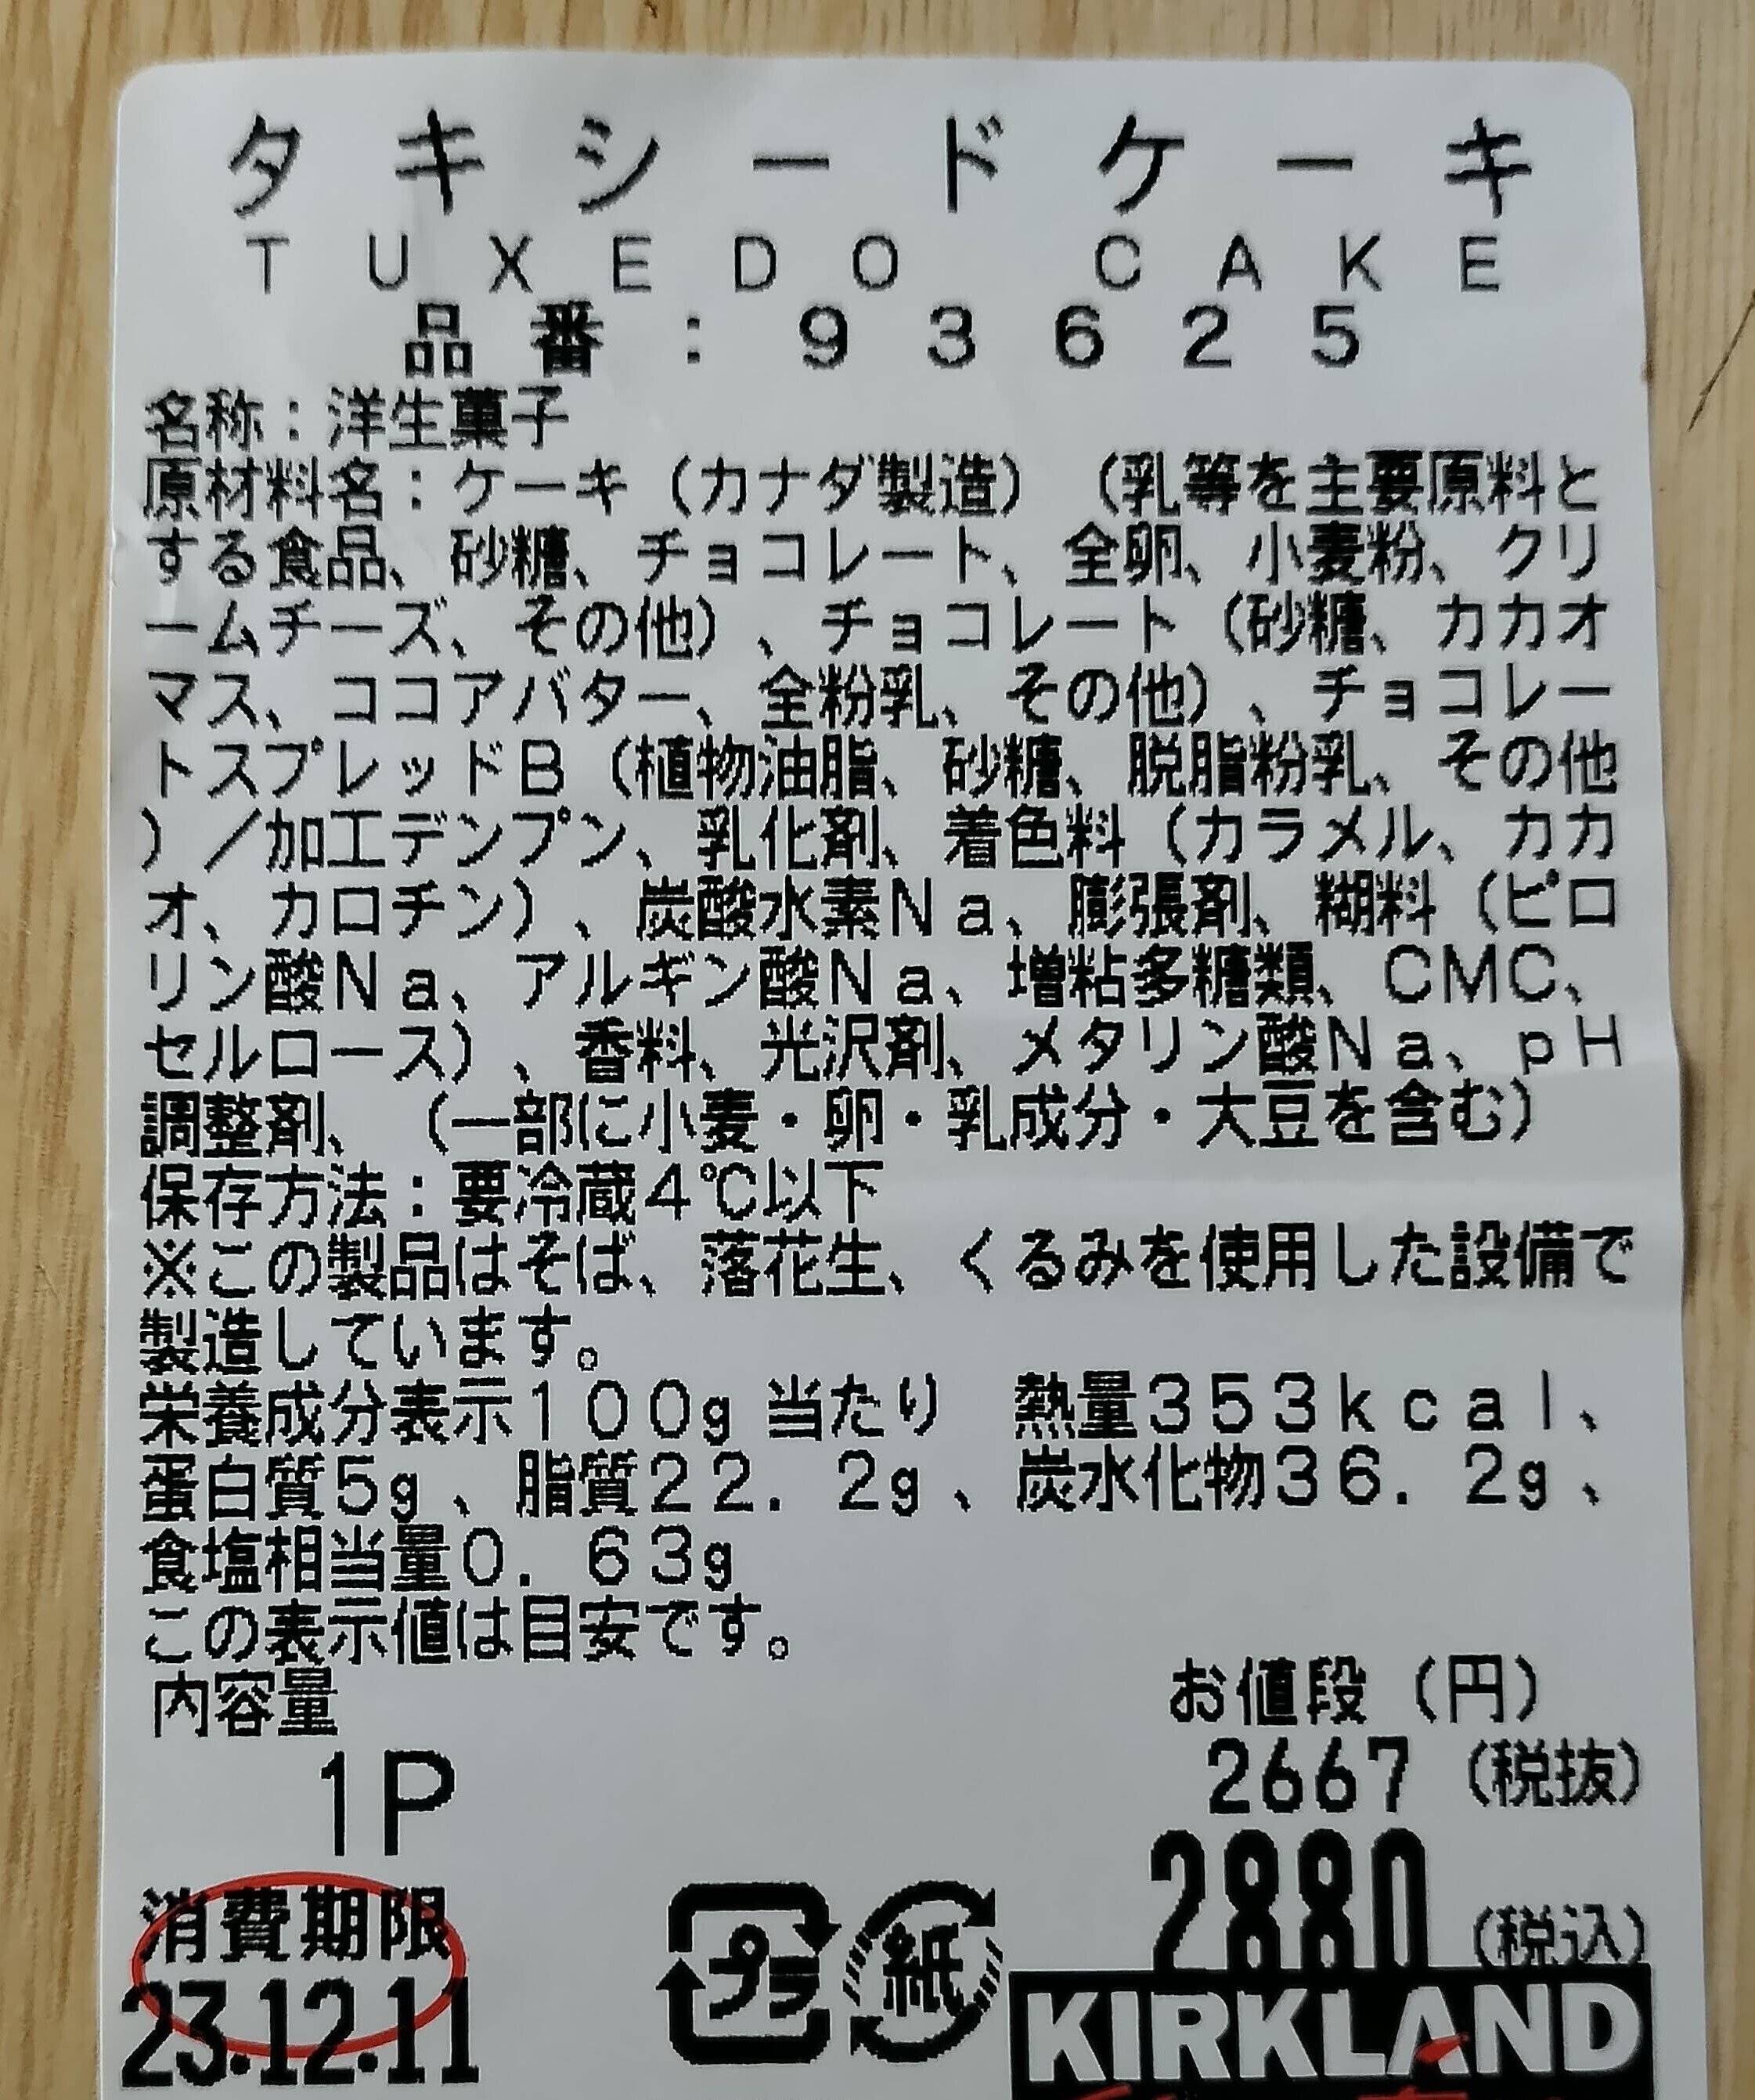 タキシードケーキ
TUXEDO CAKE
品番:93625
名称:洋生菓子
原材料名:ケーキ(カナダ製造)(乳等を主要原料と
する食品、砂糖、チョコレート、全卵、小麦粉、クリ
ームチーズ、その他)、チョコレート(砂糖、カカオ
マス、ココアバター、全粉乳、その他)、チョコレー
トスプレッドB(植物油脂、砂糖、脱脂粉乳、その他
)/加工デンプン、乳化剤、着色料(カラメル、カカ
オ、カロチン)、炭酸水素Na、膨張剤、糊料(ピロ
リン酸Na、アルギン酸Na、増粘多糖類、CMC、
セルロース)、香料、光沢剤、メタリン酸Na、pH
調整剤、(一部に小麦・卵・乳成分・大豆を含む)
保存方法:要冷蔵4℃以下
※この製品はそば、落花生、くるみを使用した設備で
製造しています。
栄養成分表示100g当たり 熱量353kcal、
蛋白質5g、脂質22.2g、炭水化物36.2g、
食塩相当量0.63g
この表示値は目安です。
内容量 お値段(円)
1P 2667(税抜)
2880(税込)
消費期限 プラ 紙
23.12.11 KIRKLAND